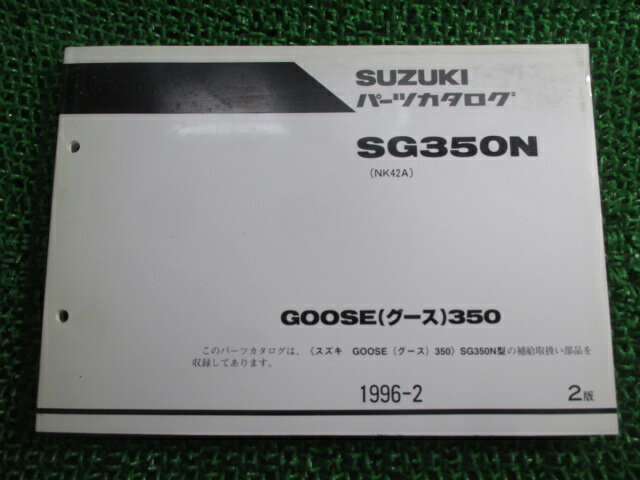 SUZUKI
パーツカタログ
SG350N
(NK42A)
GOOSE(グース)350
このパーツカタログは、《スズキ GOOSE(グース)350》SG350N型の補給取扱い部品を
収録してあります。
1996-2
2版